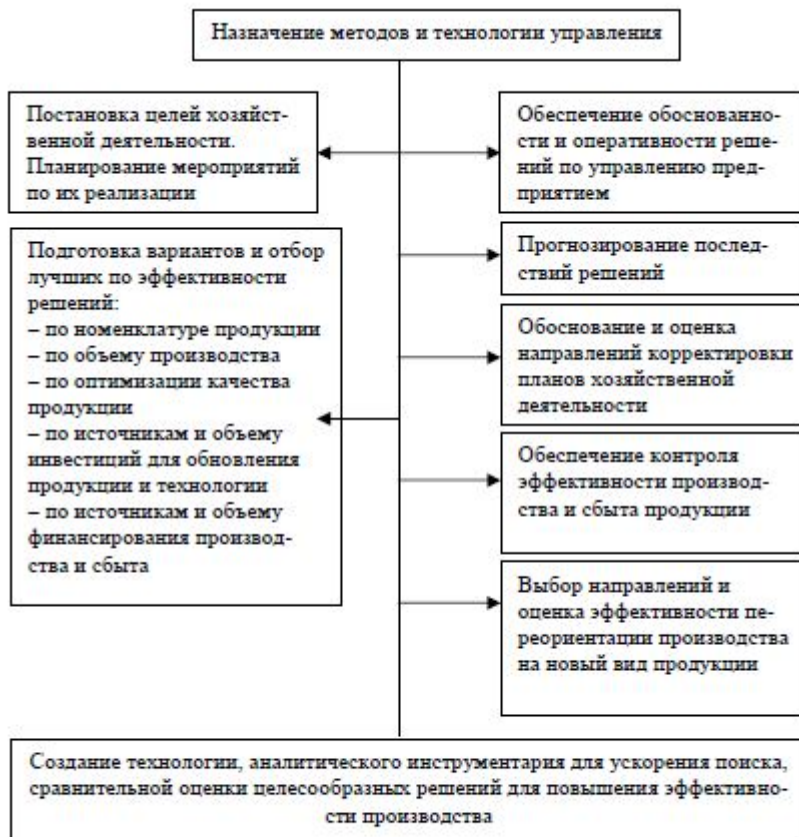 Назначение методов и технологии управления
Постановка целей хозяйст-
венной деятельности.
Планирование мероприятий
по их реализации
Подготовка вариантов и отбор
лучших по эффективности
решений:
– по номенклатуре продукции
– по объему производства
– по оптимизации качества
продукции
– по источникам и объему
инвестиций для обновления
продукции и технологии
– по источникам и объему
финансирования производ-
ства и сбыта
Обеспечение обоснованно-
сти и оперативности реше-
ний по управлению пред-
приятием
Прогнозирование послед-
ствий решений
Обоснование и оценка
направлений корректировки
планов хозяйственной
деятельности
Обеспечение контроля
эффективности производ-
ства и сбыта продукции
Выбор направлений и
оценка эффективности пе-
реориентации производства
на новый вид продукции
Создание технологии, аналитического инструментария для ускорения поиска,
сравнительной оценки целесообразных решений для повышения эффективно-
сти производства